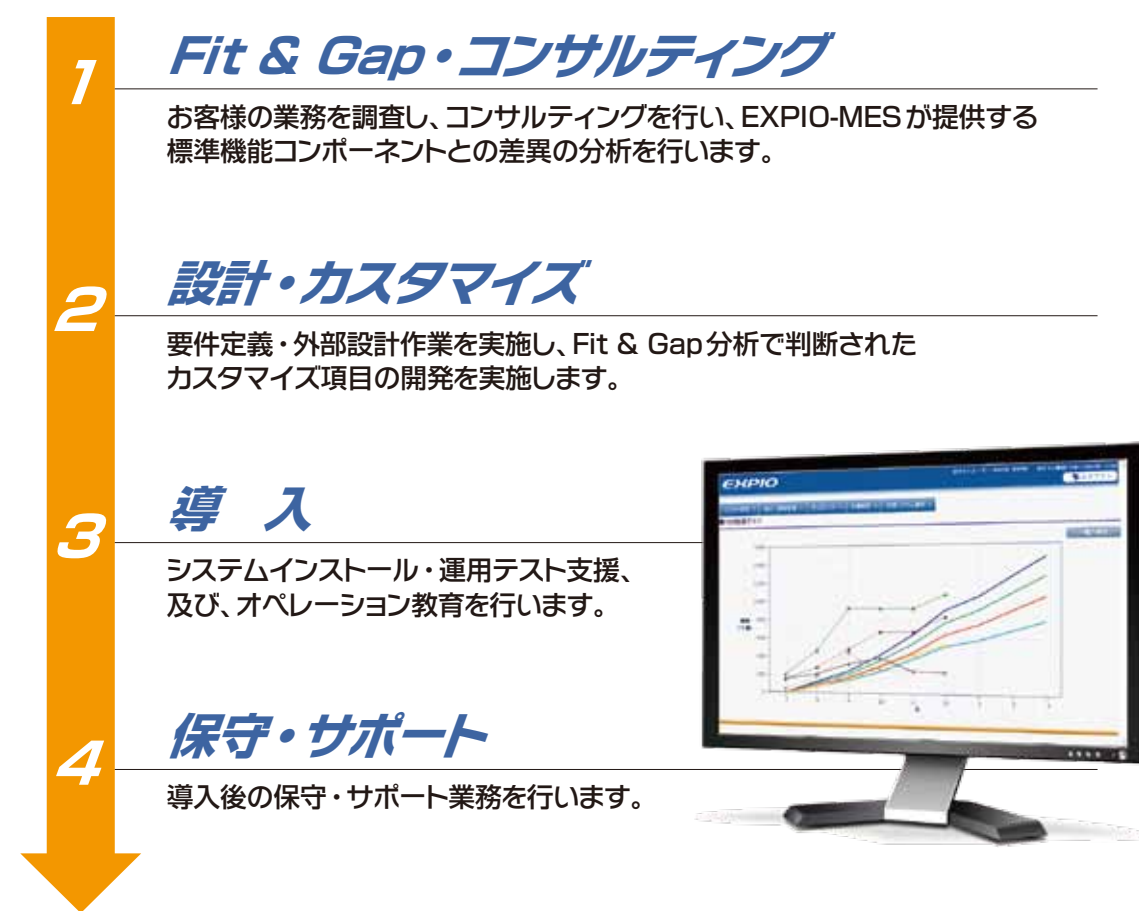 1
Fit & Gap・コンサルティング
お客様の業務を調査し、コンサルティングを行い、EXPIO-MESが提供する
標準機能コンポーネントとの差異の分析を行います。
2
設計・カスタマイズ
要件定義・外部設計作業を実施し、Fit & Gap分析で判断された
カスタマイズ項目の開発を実施します。
3
導　入
システムインストール・運用テスト支援、
及び、オペレーション教育を行います。
EXPIO
4
保守・サポート
導入後の保守・サポート業務を行います。